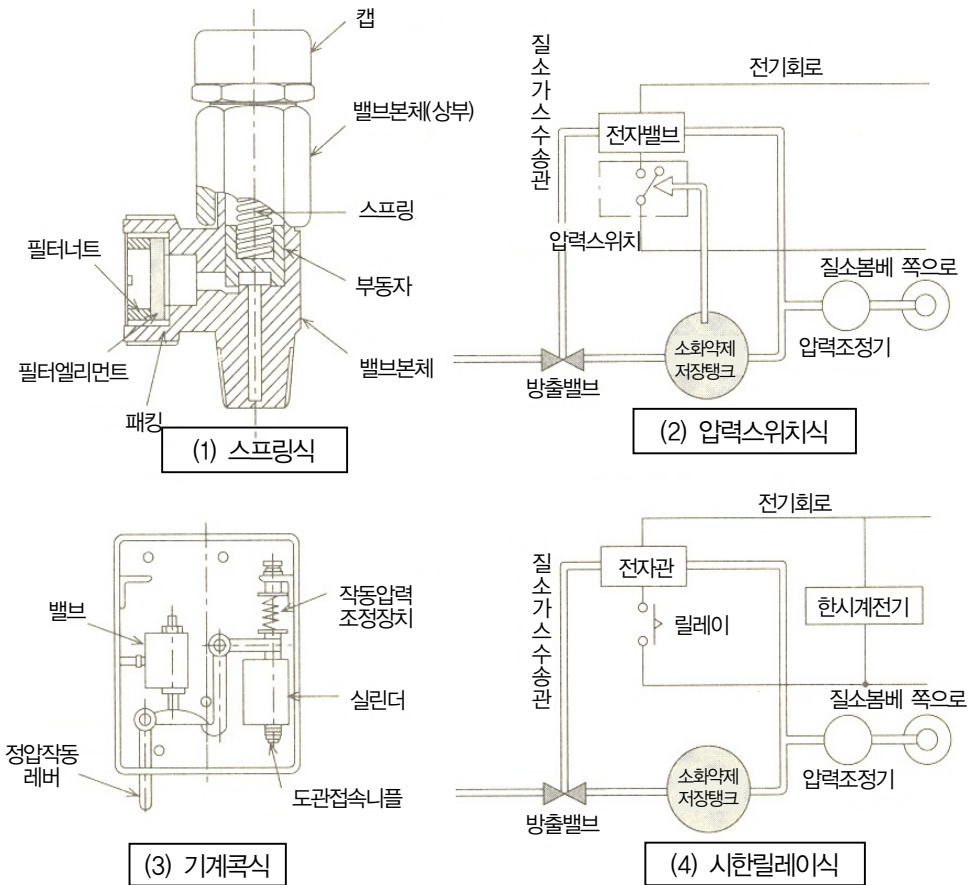 캡
밸브본체(상부)
스프링
필터너트
부동자
필터엘리먼트
밸브본체
패킹
(1) 스프링식
질소가스수송관
전기회로
전자밸브
압력스위치
질소봄베 쪽으로
소화약제
저장탱크
압력조정기
방출밸브
(2) 압력스위치식
밸브
작동압력
조정장치
실린더
정압작동
레버
도관접속니플
(3) 기계콕식
질소가스수송관
전기회로
전자관
릴레이
한시계전기
질소봄베 쪽으로
소화약제
저장탱크
압력조정기
방출밸브
(4) 시한릴레이식